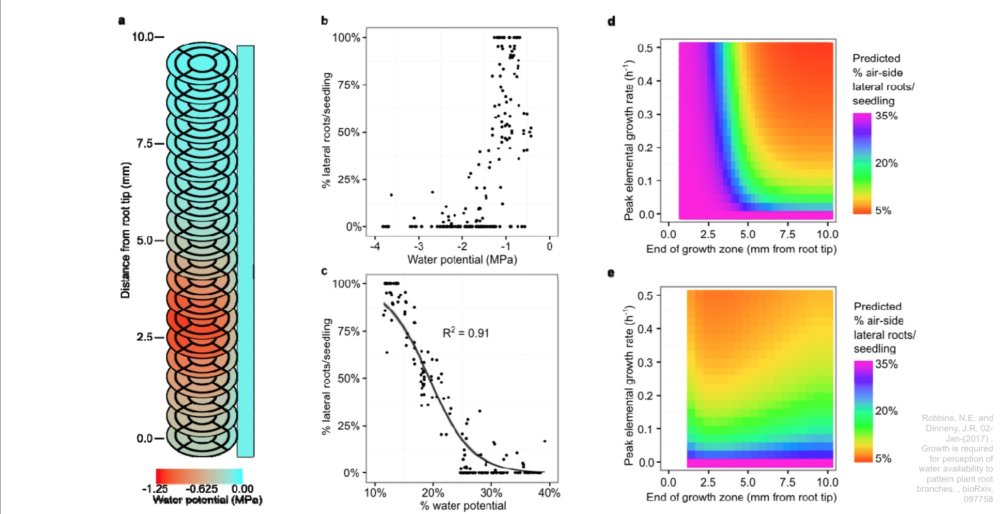 a
10.0
7.5
5.0
2.5
0.0
Distance from root tip (mm)
-1.25 -0.625 0.00
Water potential (MPa)
b
100%
75%
50%
25%
0%
% lateral roots/seedling
-4 -3 -2 -1 0
Water potential (MPa)
c
100%
75%
50%
25%
0%
% lateral roots/seedling
R² = 0.91
10% 20% 30% 40%
% water potential
d
0.5
0.4
0.3
0.2
0.1
0.0
Peak elemental growth rate (h⁻¹)
0.0 2.5 5.0 7.5 10.0
End of growth zone (mm from root tip)
Predicted
% air-side
lateral roots/
seedling
35%
20%
5%
e
0.5
0.4
0.3
0.2
0.1
0.0
Peak elemental growth rate (h⁻¹)
0.0 2.5 5.0 7.5 10.0
End of growth zone (mm from root tip)
Predicted
% air-side
lateral roots/
seedling
35%
20%
5%
Robbins, N.E. and
Dinneny, J.R. 02-
Jan-(2017) .
Growth is required
for perception of
water availability to
pattern plant root
branches. , bioRxiv,
097758